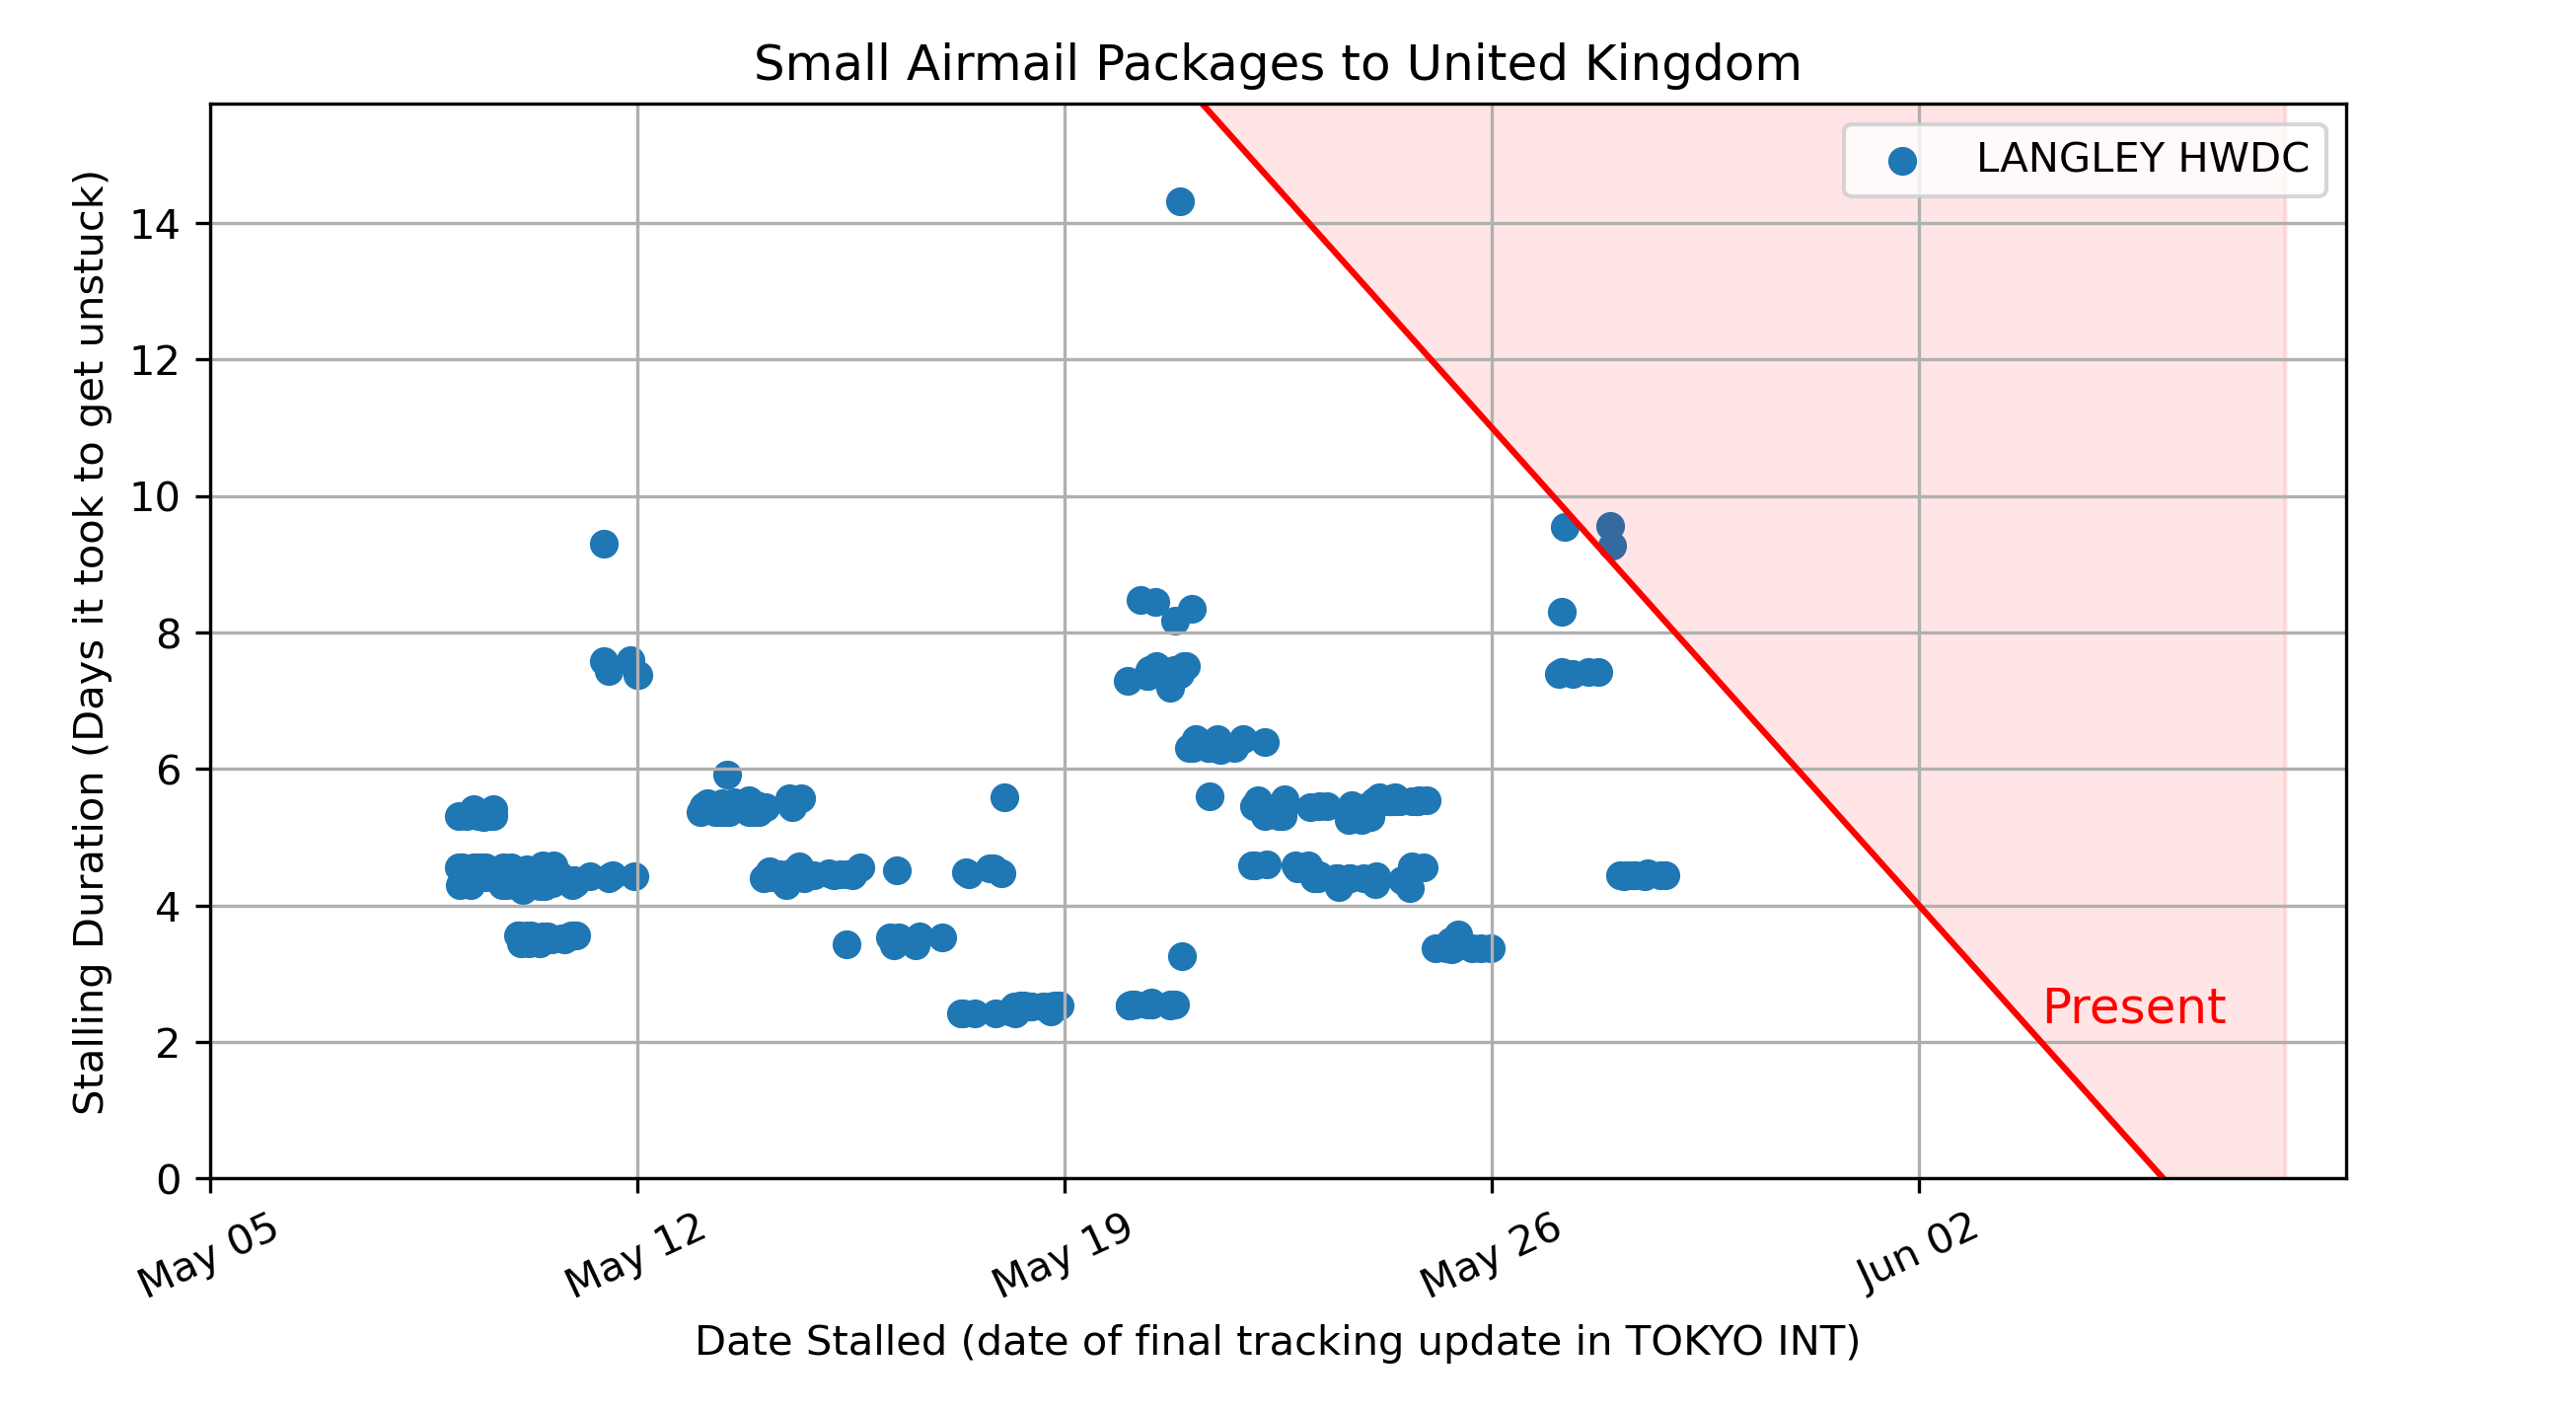 Small Airmail Packages to United Kingdom
LANGLEY HWDC
Stalling Duration (Days it took to get unstuck)
14
12
10
8
6
4
2
0
Present
May 05
May 12
May 19
May 26
Jun 02
Date Stalled (date of final tracking update in TOKYO INT)